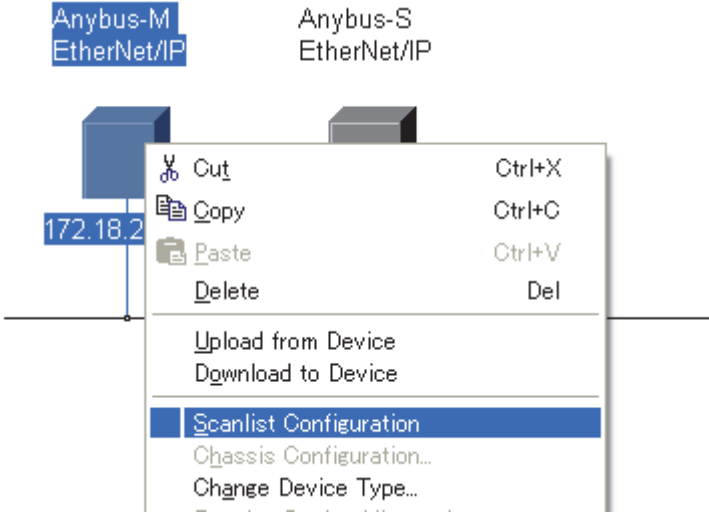 Anybus-M
EtherNet/IP
Anybus-S
EtherNet/IP
172.18.2
Cut Ctrl+X
Copy Ctrl+C
Paste Ctrl+V
Delete Del
Upload from Device
Download to Device
Scanlist Configuration
Chassis Configuration...
Change Device Type...